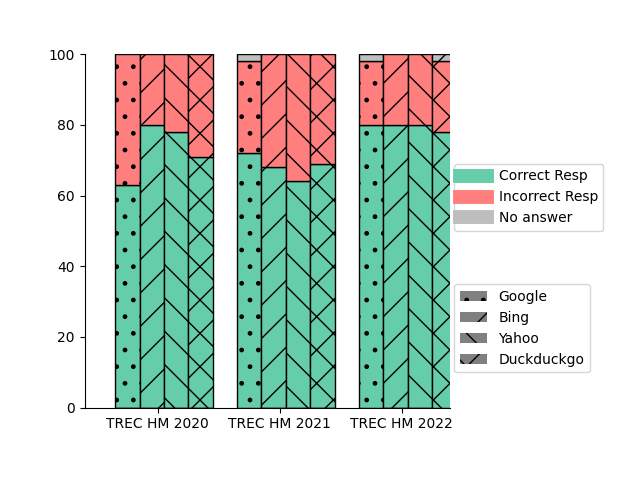 100
80
60
40
20
0
TREC HM 2020
TREC HM 2021
TREC HM 2022
Correct Resp
Incorrect Resp
No answer
Google
Bing
Yahoo
Duckduckgo